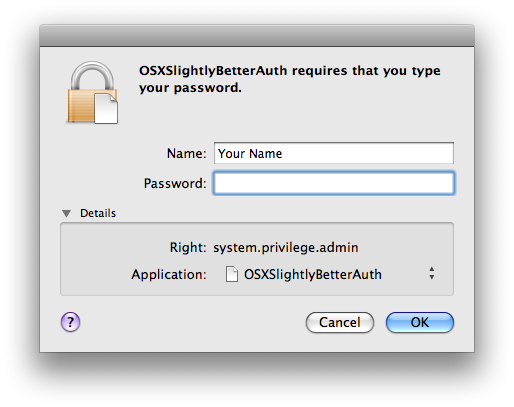 OSXSlightlyBetterAuth requires that you type
your password.
Name: Your Name
Password:
Details
Right: system.privilege.admin
Application: OSXSlightlyBetterAuth
? Cancel OK